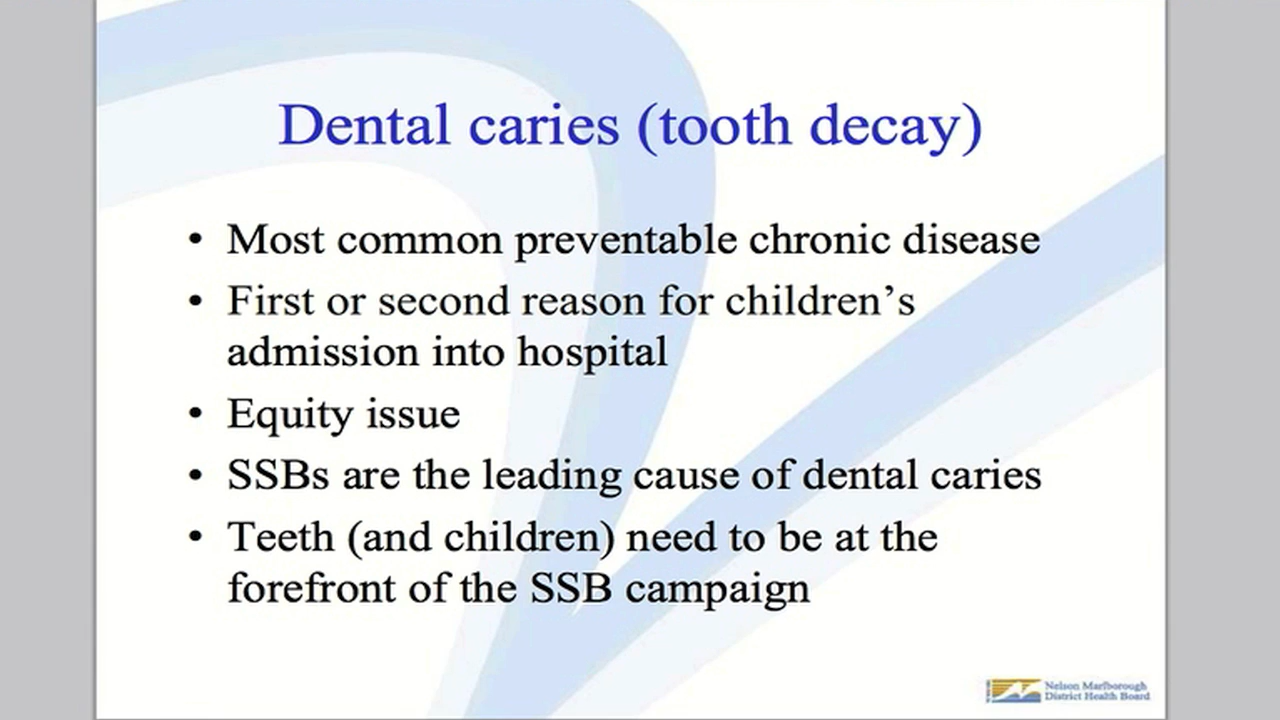 Dental caries (tooth decay)
• Most common preventable chronic disease
• First or second reason for children’s
admission into hospital
• Equity issue
• SSBs are the leading cause of dental caries
• Teeth (and children) need to be at the
forefront of the SSB campaign
Nelson Marlborough
District Health Board